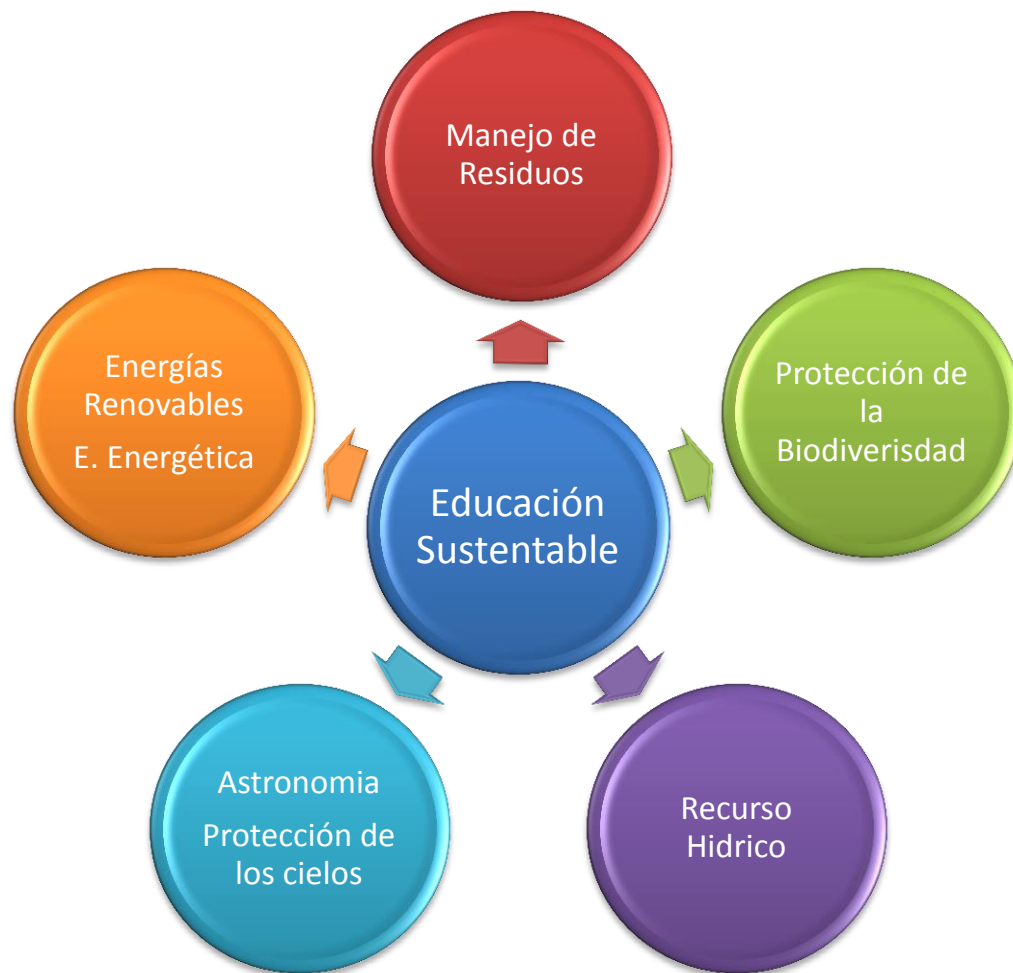 Manejo de
Residuos
Energías
Renovables
E. Energética
Protección de
la
Biodiverisdad
Educación
Sustentable
Astronomia
Protección de
los cielos
Recurso
Hidrico